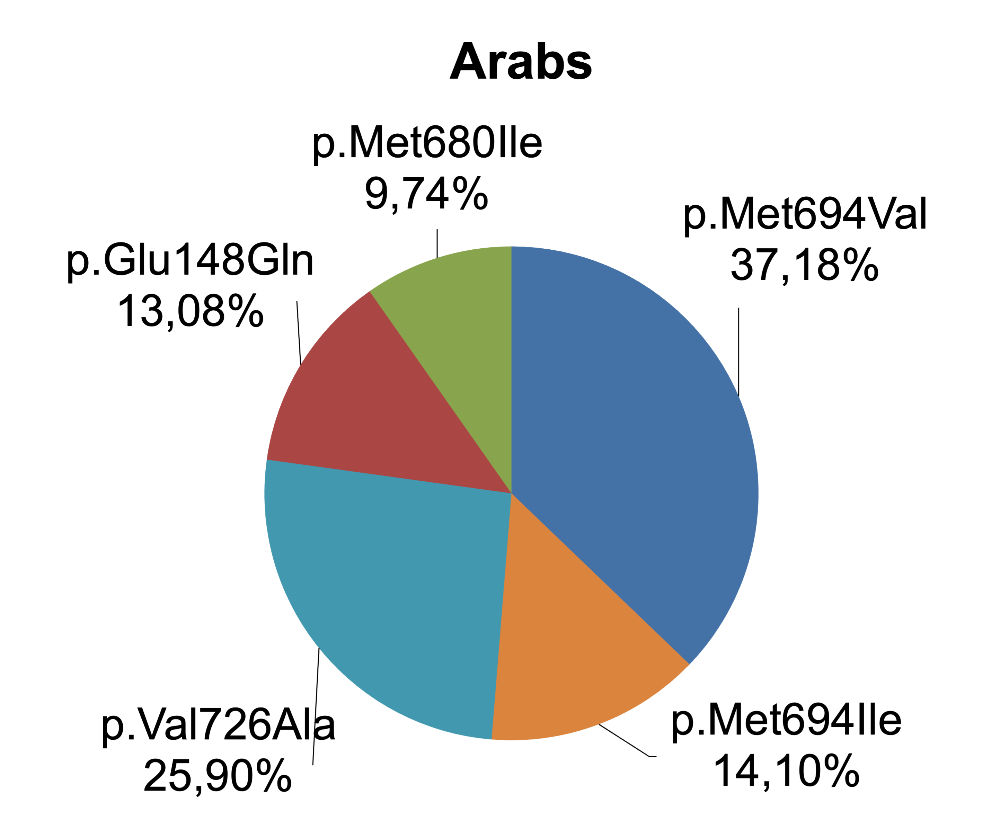 Arabs
p.Met680Ile
9,74%
p.Met694Val
37,18%
p.Glu148Gln
13,08%
p.Val726Ala
25,90%
p.Met694Ile
14,10%